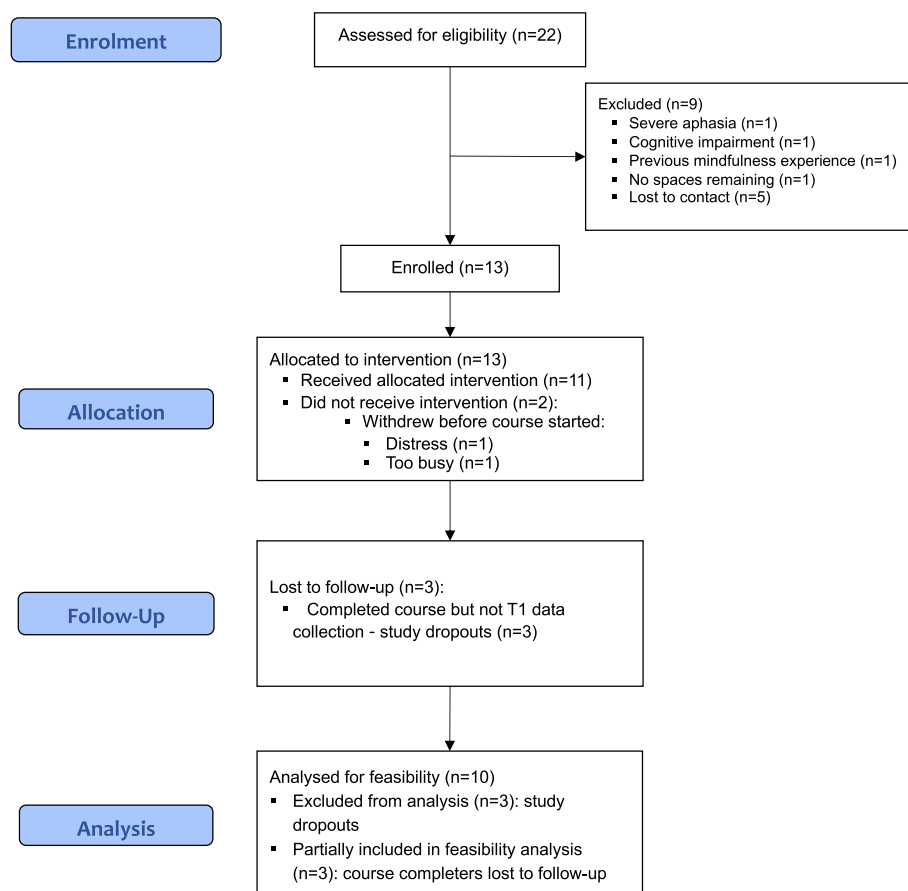 Enrolment
Assessed for eligibility (n=22)
Excluded (n=9)
▪ Severe aphasia (n=1)
▪ Cognitive impairment (n=1)
▪ Previous mindfulness experience (n=1)
▪ No spaces remaining (n=1)
▪ Lost to contact (n=5)
Enrolled (n=13)
Allocation
Allocated to intervention (n=13)
▪ Received allocated intervention (n=11)
▪ Did not receive intervention (n=2):
▪ Withdrew before course started:
▪ Distress (n=1)
▪ Too busy (n=1)
Follow-Up
Lost to follow-up (n=3):
▪ Completed course but not T1 data
collection - study dropouts (n=3)
Analysis
Analysed for feasibility (n=10)
▪ Excluded from analysis (n=3): study
dropouts
▪ Partially included in feasibility analysis
(n=3): course completers lost to follow-up